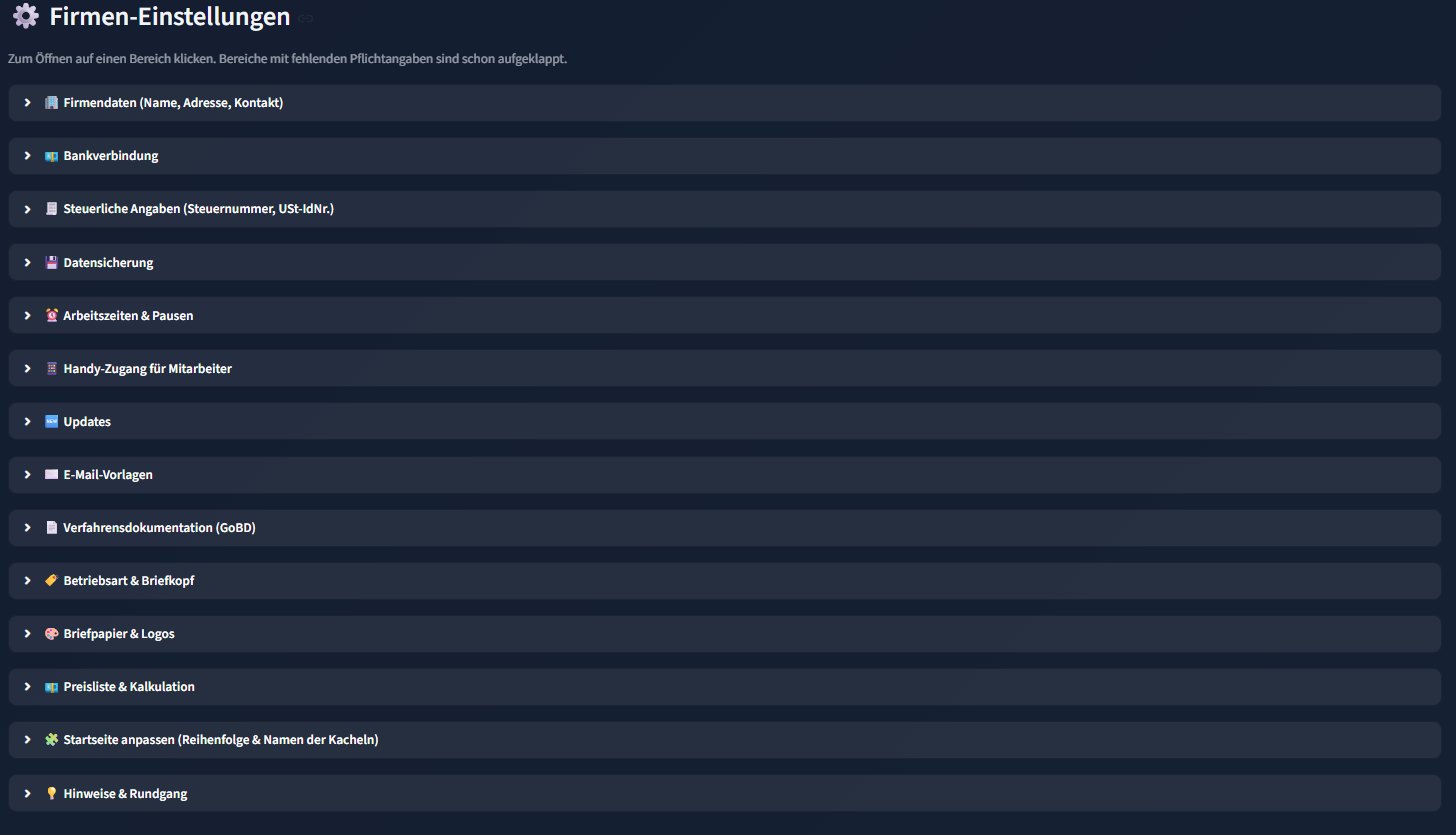 Firmen-Einstellungen
Zum Öffnen auf einen Bereich klicken. Bereiche mit fehlenden Pflichtangaben sind schon aufgeklappt.
Firmendaten (Name, Adresse, Kontakt)
Bankverbindung
Steuerliche Angaben (Steuernummer, USt-IdNr.)
Datensicherung
Arbeitszeiten & Pausen
Handy-Zugang für Mitarbeiter
Updates
E-Mail-Vorlagen
Verfahrensdokumentation (GoBD)
Betriebsart & Briefkopf
Briefpapier & Logos
Preisliste & Kalkulation
Startseite anpassen (Reihenfolge & Namen der Kacheln)
Hinweise & Rundgang